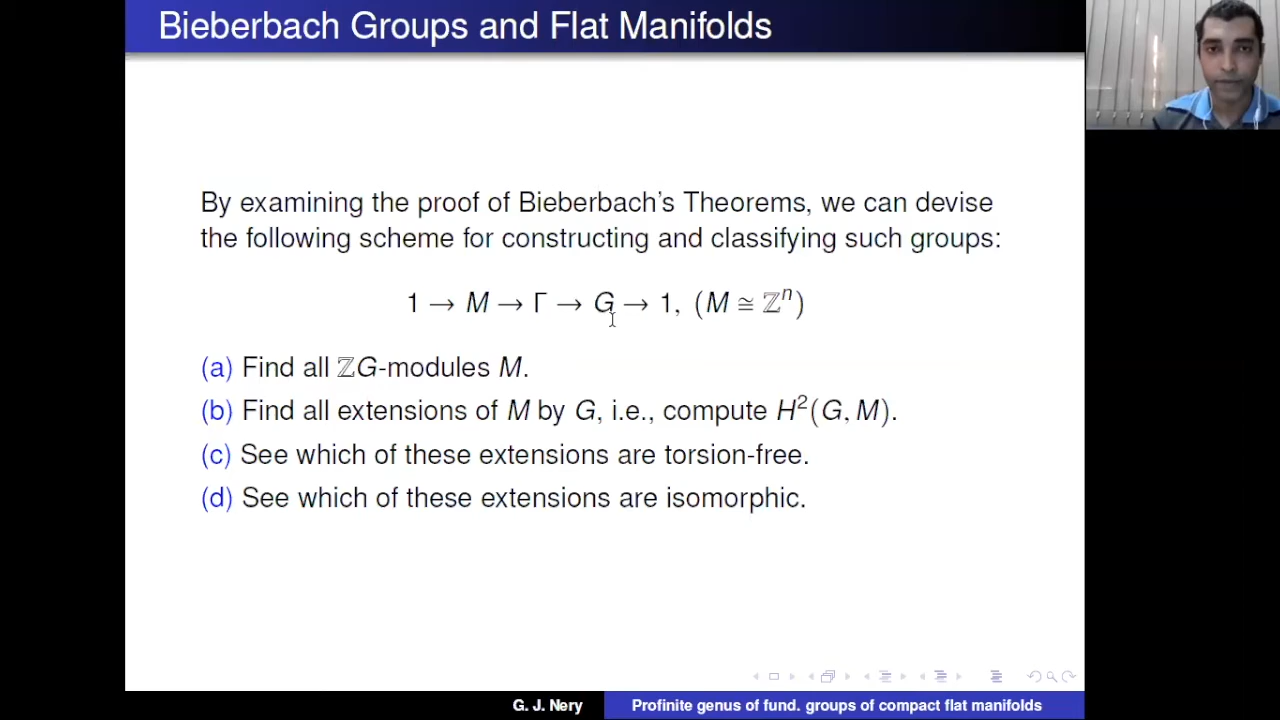 Bieberbach Groups and Flat Manifolds
By examining the proof of Bieberbach's Theorems, we can devise
the following scheme for constructing and classifying such groups:
1 → M → Γ → G → 1, (M ≅ ℤⁿ)
(a) Find all ℤG-modules M.
(b) Find all extensions of M by G, i.e., compute H²(G, M).
(c) See which of these extensions are torsion-free.
(d) See which of these extensions are isomorphic.
G. J. Nery Profinite genus of fund. groups of compact flat manifolds